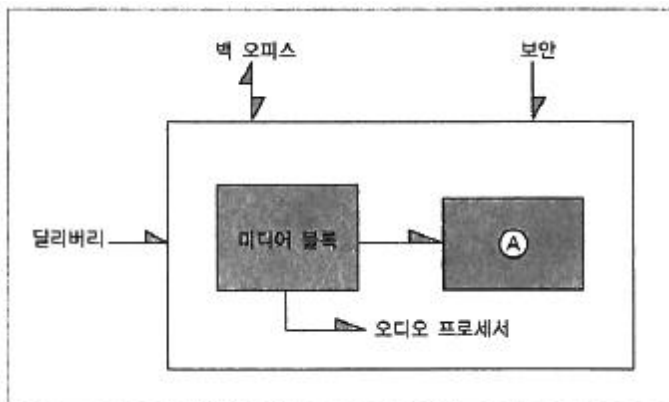 백 오피스
보안
딜리버리
미디어 블록
A
오디오 프로세서